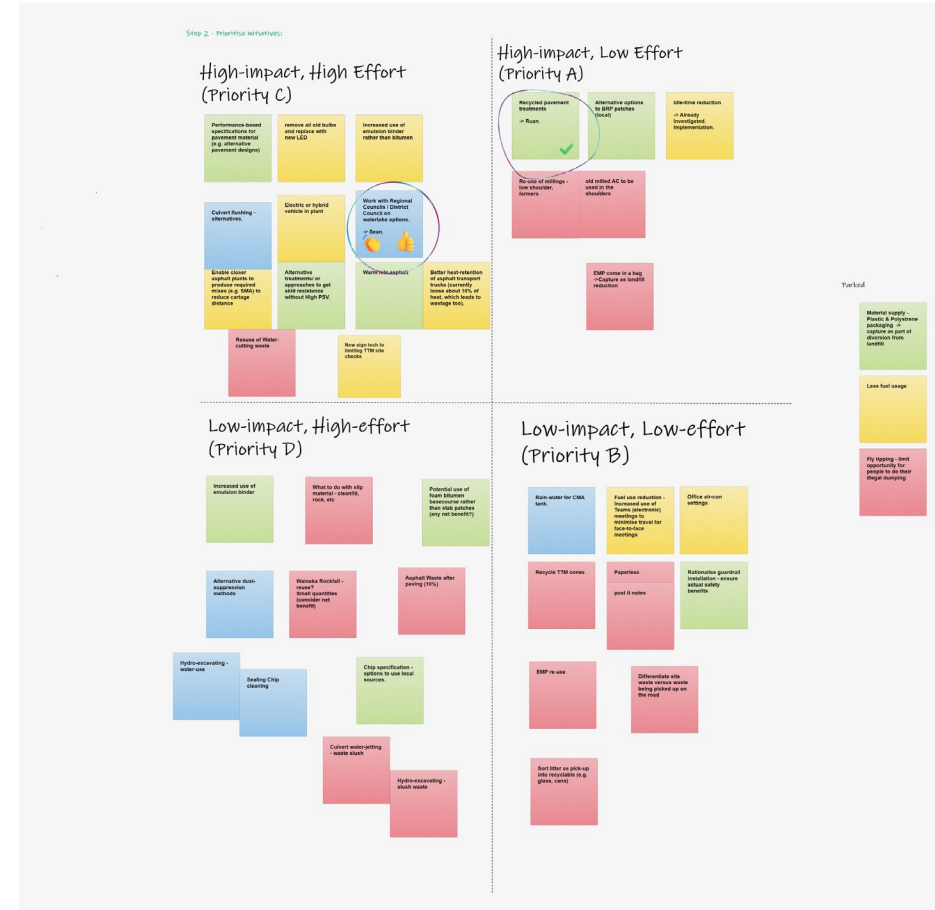 Step 2 - Prioritise initiatives:
High-impact, High Effort
(Priority C)
Performance-based
specifications for
pavement material
(e.g. alternative
pavement designs)
remove all old bulbs
and replace with
new LED
Increased use of
emulsion binder
rather than bitumen
Culvert flushing -
alternatives.
Electric or hybrid
vehicle in plant
Work with Regional
Councils / District
Council on
watertake options.
-> Sean.
Enable closer
asphalt plants to
produce required
mixes (e.g. SMA) to
reduce cartage
distance
Alternative
treatments/ or
approaches to get
skid resistance
without High PSV.
Warm mix asphalt
Better heat-retention
of asphalt transport
trucks (currently
loose about 10% of
heat, which leads to
wastage too).
Reuse of Water-
cutting waste
New sign tech to
limiting TTM site
checks
High-impact, Low Effort
(Priority A)
Recycled pavement
treatments
-> Ruan.
Alternative options
to BRP patches
(local)
Idle-time reduction
-> Already
investigated.
Implementation.
Re-use of millings -
low shoulder,
farmers
old milled AC to be
used in the
shoulders
EMP come in a bag
->Capture as landfill
reduction
Parked
Material supply -
Plastic & Polystrene
packaging ->
capture as part of
diversion from
landfill
Less fuel usage
Fly tipping - limit
opportunity for
people to do their
illegal dumping
Low-impact, High-effort
(Priority D)
Increased use of
emulsion binder
What to do with slip
material - cleanfill,
rock, etc
Potential use of
foam bitumen
basecourse rather
than stab patches
(any net benefit?)
Alternative dust-
suppression
methods
Waioeka Rockfall -
reuse?
Small quantities
(consider net
benefit)
Asphalt Waste after
paving (10%)
Hydro-excavating -
water-use
Sealing Chip
cleaning
Chip specification -
options to use local
sources.
Culvert water-jetting
- waste slush
Hydro-excavating -
slush waste
Low-impact, Low-effort
(Priority B)
Rain-water for CMA
tank.
Fuel use reduction -
Increased use of
Teams (electronic)
meetings to
minimise travel for
face-to-face
meetings
Office air-con
settings
Recycle TTM cones
Paperless
post it notes
Rationalise guardrail
installation - ensure
actual safety
benefits
EMP re-use
Differentiate site
waste versus waste
being picked up on
the road
Sort litter as pick-up
into recyclable (e.g.
glass, cans)